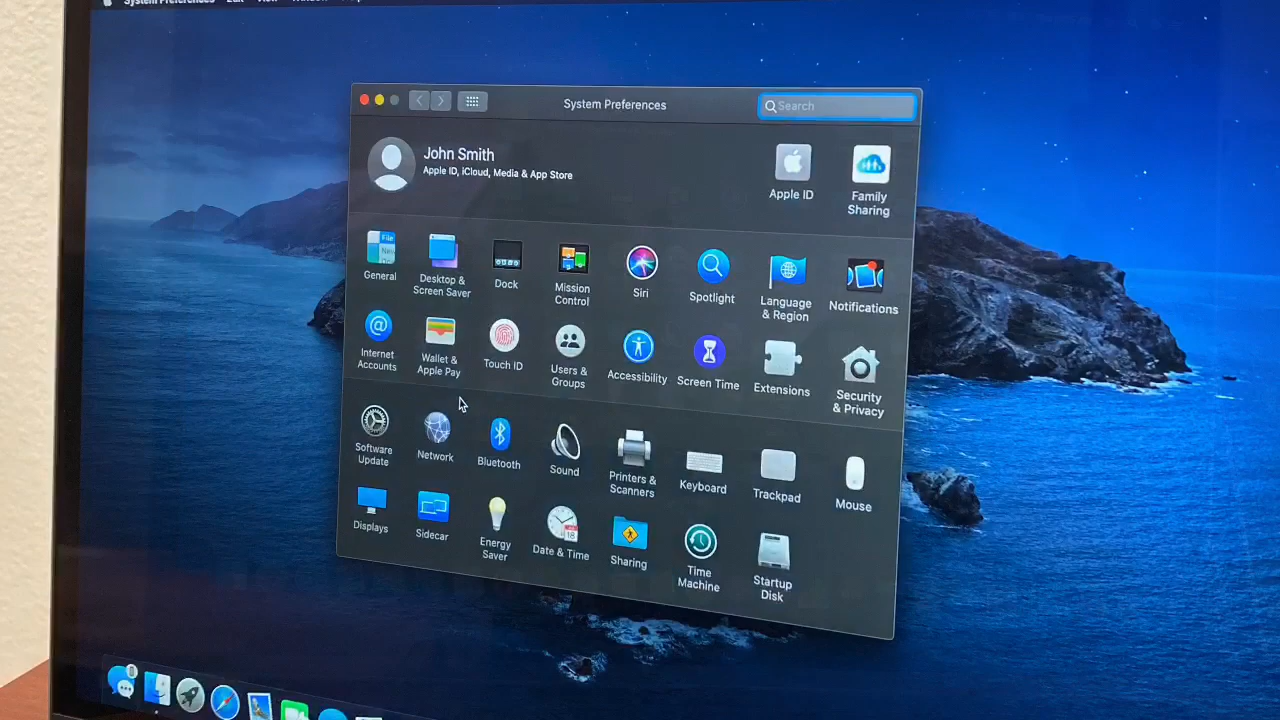 System Preferences
System Preferences
Search
John Smith
Apple ID, iCloud, Media & App Store
Apple ID
Family
Sharing
General
Desktop &
Screen Saver
Dock
Mission
Control
Siri
Spotlight
Language
& Region
Notifications
Internet
Accounts
Wallet &
Apple Pay
Touch ID
Users &
Groups
Accessibility
Screen Time
Extensions
Security
& Privacy
Software
Update
Network
Bluetooth
Sound
Printers &
Scanners
Keyboard
Trackpad
Mouse
Displays
Sidecar
Energy
Saver
Date & Time
Sharing
Time
Machine
Startup
Disk